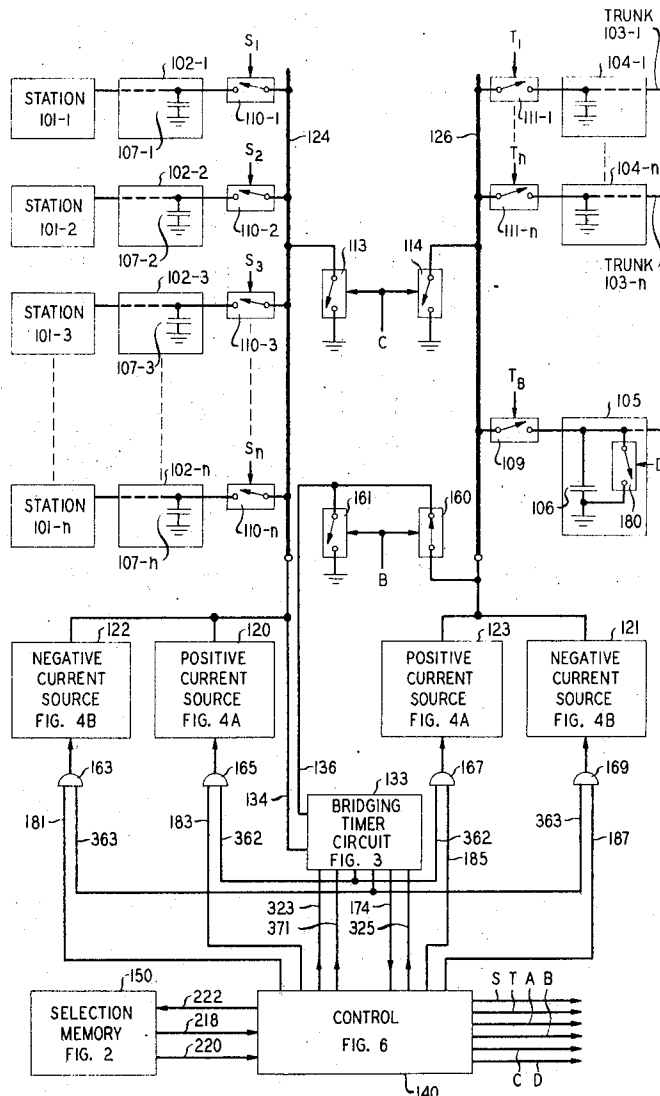 S1
T1
TRUNK
103-1
102-1
104-1
STATION
101-1
110-1
111-1
107-1
124
126
S2
Tn
102-2
104-n
STATION
101-2
110-2
111-n
107-2
TRUNK
103-n
113
114
S3
102-3
STATION
101-3
110-3
107-3
C
TB
105
109
D
106
180
Sn
102-n
STATION
101-n
110-n
107-n
161
160
B
122
120
123
121
NEGATIVE
CURRENT
SOURCE
FIG. 4B
POSITIVE
CURRENT
SOURCE
FIG. 4A
POSITIVE
CURRENT
SOURCE
FIG. 4A
NEGATIVE
CURRENT
SOURCE
FIG. 4B
163
165
136
167
169
181
363
183
362
134
133
BRIDGING
TIMER
CIRCUIT
FIG. 3
362
185
363
187
323
371
174
325
150
SELECTION
MEMORY
FIG. 2
222
218
220
CONTROL
FIG. 6
140
S T A B
C D